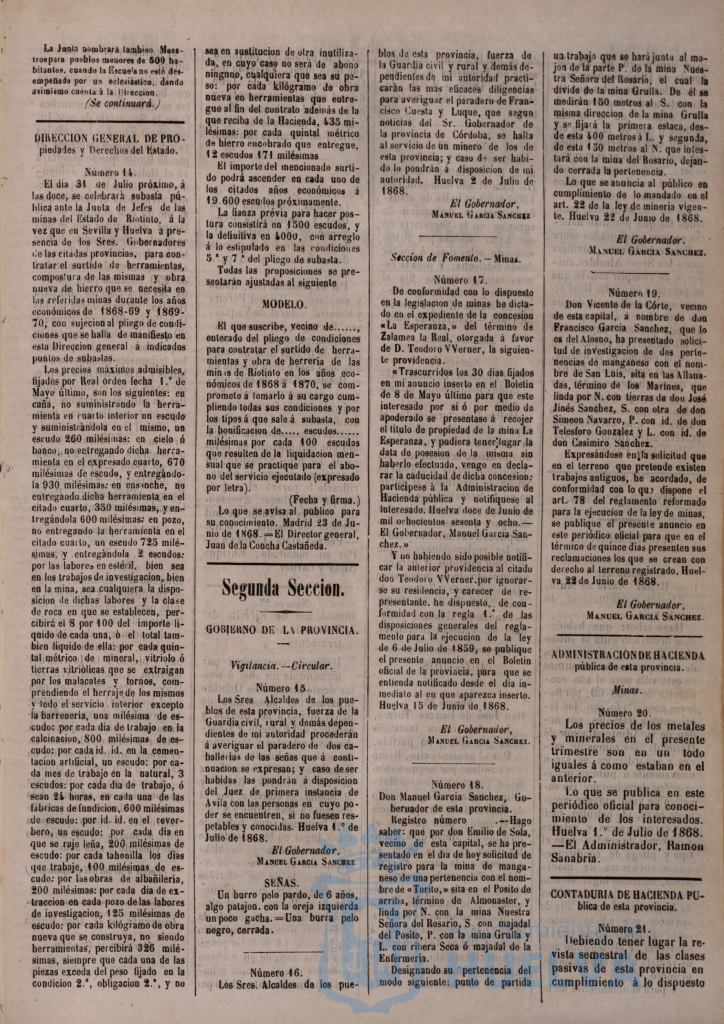 La Junta nombrará tambien Maes-
tros para pueblos menores de 500 ha-
bitantes, cuando la Escuela no esté des-
empeñada por un eclesiástico, dando
asimismo cuenta á la Direccion.
(Se continuará.)
DIRECCION GENERAL DE PRO-
piedades y Derechos del Estado.
Número 14.
El dia 31 de Julio próximo, á
las doce, se celebrará subasta pú-
blica ante la Junta de Jefes de las
minas del Estado de Riotinto, á la
vez que en Sevilla y Huelva á pre-
sencia de los Sres. Gobernadores
de las citadas provincias, para con-
tratar el surtido de herramientas,
compostura de las mismas y obra
nueva de hierro que se necesita en
las referidas minas durante los años
económicos de 1868-69 y 1869-
70, con sujecion al pliego de condi-
ciones que se halla de manifiesto en
esta Direccion general á indicados
puntos de subastas.
Los precios máximos admisibles,
fijados por Real orden fecha 1.º de
Mayo último, son los siguientes: en
caña, no suministrando la herra-
mienta en cuarto interior un escudo
y suministrándola en el mismo, un
escudo 260 milésimas: en cielo ó
banco, no entregando dicha herra-
mienta en el expresado cuarto, 670
milésimas de escudo, y entregándo-
la 930 milésimas: en ensanche, no
entregando dicha herramienta en el
citado cuarto, 350 milésimas, y en-
tregándola 600 milésimas: en pozo,
no entregando la herramienta en el
citado cuarto, un escudo 725 milé-
simas, y entregándola 2 escudos:
por las labores en estéril, bien sea
en los trabajos de investigacion, bien
en la mina, sea cualquiera la dispo-
sicion de dichas labores y la clase
de roca en que se establecen, per-
cibirá el 8 por 100 del importe lí-
quido de cada una, ó el total tam-
bien líquido de ella: por cada quin-
tal métrico de mineral, vitriolo ó
tierras vitriólicas que se extraigan
por los malacates y tornos, com-
prendiendo el herraje de los mismos
y todo el servicio interior excepto
la barrenería, una milésima de es-
cudo: por cada dia de trabajo en la
calcinacion, 800 milésimas de es-
cudo: por cada id. id. en la cemen-
tacion artificial, un escudo: por ca-
da mes de trabajo en la natural, 3
escudos: por cada dia de trabajo, ó
sean 24 horas, en cada una de las
fábricas de fundicion, 600 milésimas
de escudo: por id. id. en el rever-
bero, un escudo: por cada dia en
que se raje leña, 200 milésimas de
escudo: por cada tahonilla los dias
que trabaje, 400 milésimas de es-
cudo: por las obras de albañilería,
200 milésimas: por cada dia de ex-
traccion en cada pozo de las labores
de investigacion, 125 milésimas de
escudo: por cada kilógramo de obra
nueva que se construya, no siendo
herramientas, percibirá 326 milé-
simas, siempre que cada una de las
piezas exceda del peso fijado en la
condicion 2.ª, obligacion 2.ª, y no
sea en sustitucion de otra inutiliza-
da, en cuyo caso no será de abono
ninguno, cualquiera que sea su pe-
so: por cada kilógramo de obra
nueva en herramientas que entre-
gue al fin del contrato además de la
que reciba de la Hacienda, 435 mi-
lésimas: por cada quintal métrico
de hierro encobrado que entregue,
12 escudos 171 milésimas
El importe del mencionado surti-
do podrá ascender en cada uno de
los citados años económicos á
19.600 escudos próximamente.
La fianza prévia para hacer pos-
tura consistirá en 1500 escudos, y
la definitiva en 4000, con arreglo
á lo estipulado en las condiciones
5.ª y 7.ª del pliego de subasta.
Todas las proposiciones se pre-
sentarán ajustadas al siguiente
MODELO.
El que suscribe, vecino de......,
enterado del pliego de condiciones
para contratar el surtido de herra-
mientas y obra de herrería de las
minas de Riotinto en los años eco-
nómicos de 1868 á 1870, se com-
promete á tomarlo á su cargo cum-
pliendo todas sus condiciones y por
los tipos á que sale á subasta, con
la bonificacion de..... escudos.....
milésimas por cada 100 escudos
que resulten de la liquidacion men-
sual que se practique para el abo-
no del servicio ejecutado (expresado
por letra).
(Fecha y firma.)
Lo que se avisa al público para
su conocimiento. Madrid 23 de Ju-
nio de 1868.=El Director general,
Juan de la Concha Castañeda.
Segunda Seccion.
GOBIERNO DE LA PROVINCIA.
Vigilancia.—Circular.
Número 15.
Los Sres Alcaldes de los pue-
blos de esta provincia, fuerza de la
Guardia civil, rural y demás depen-
dientes de mi autoridad procederán
á averiguar el paradero de dos ca-
ballerías de las señas que á conti-
nuacion se expresan; y caso de ser
habidas las pondrán á disposicion
del Juez de primera instancia de
Avila con las personas en cuyo po-
der se encuentren, si no fuesen res-
petables y conocidas. Huelva 1.º de
Julio de 1868.
El Gobernador,
MANUEL GARCIA SANCHEZ
SEÑAS.
Un burro pelo pardo, de 6 años,
algo patajon, con la oreja izquierda
un poco gacha.=Una burra pelo
negro, cerrada.
Número 16.
Los Sres. Alcaldes de los pue-
blos de esta provincia, fuerza de
la Guardia civil y rural y demás de-
pendientes de mi autoridad practi-
carán las mas eficaces diligencias
para averiguar el paradero de Fran-
cisco Cuesta y Luque, que segun
noticias del Sr. Gobernador de
la provincia de Córdoba, se halla
al servicio de un minero de los de
esta provincia; y caso de ser habi-
do lo pondrán á disposicion de mi
autoridad. Huelva 2 de Julio de
1868.
El Gobernador,
MANUEL GARCIA SANCHEZ
Seccion de Fomento.—Minas.
Número 17.
De conformidad con lo dispuesto
en la legislacion de minas he dicta-
do en el expediente de la concesion
«La Esperanza,» del término de
Zalamea la Real, otorgada á favor
de D. Teodoro VVerner, la siguien-
te providencia.
«Trascurridos los 30 dias fijados
en mi anuncio inserto en el Boletin
de 8 de Mayo último para que este
interesado por sí ó por medio de
apoderado se presentase á recojer
el título de propiedad de la mina La
Esperanza, y pudiera tener lugar la
data de posesion de la misma sin
haberlo efectuado, vengo en decla-
rar la caducidad de dicha concesion:
participese á la Administracion de
Hacienda pública y notifiquese al
interesado. Huelva doce de Junio de
mil ochocientos sesenta y ocho.—
El Gobernador, Manuel Garcia San-
chez.»
Y no habiendo sido posible notifi-
car la anterior providencia al citado
don Teodoro VVerner, por ignorar-
se su residencia, y carecer de re-
presentante. he dispuesto, de con-
formidad con la regla 1.ª de las
disposiciones generales del regla-
mento para la ejecucion de la ley
de 6 de Julio de 1859, se publique
el presente anuncio en el Boletin
oficial de la provincia, para que se
entienda notificado desde el dia in-
mediato al en que aparezca inserto.
Huelva 15 de Junio de 1868.
El Gobernador,
MANUEL GARCIA SANCHEZ.
Número 18.
Don Manuel Garcia Sanchez, Go-
bernador de esta provincia.
Registro número .—Hago
saber: que por don Emilio de Sola,
vecino de esta capital, se ha pre-
sentado en el dia de hoy solicitud de
registro para la mina de mangane-
so de una pertenencia con el nom-
bre de «Torito,» sita en el Posito de
arriba, término de Almonaster, y
linda por N. con la mina Nuestra
Señora del Rosario, S. con majadal
del Posito, P. con la mina Grulla y
L. con ribera Seca ó majadal de la
Enfermería.
Designando su pertenencia del
modo siguiente: punto de partida
un trabajo que se hará junto al mo-
jon de la parte P. de la mina Nues-
tra Señora del Rosario, el cual la
divide de la mina Grulla. De él se
medirán 150 metros al S. con la
misma direccion de la mina Grulla
y se fijará la primera estaca, des-
de esta 400 metros á L. y segunda,
de esta 150 metros al N. que intes-
tará con la mina del Rosario, dejan-
do cerrada la pertenencia.
Lo que se anuncia al público en
cumplimiento de lo mandado en el
art. 22 de la ley de minería vigen-
te. Huelva 22 de Junio de 1868.
El Gobernador,
MANUEL GARCIA SANCHEZ.
Número 19.
Don Vicente de la Córte, vecino
de esta capital, á nombre de don
Francisco Garcia Sanchez, que lo
es del Alosno, ha presentado solici-
tud de investigacion de dos perte-
nencias de manganeso con el nom-
bre de San Luis, sita en las Allana-
das, término de los Marines, que
linda por N. con tierras de don José
Jinés Sanchez, S. con otra de don
Simeon Navarro, P. con id. de don
Telesforo Gonzalez y L. con id. de
don Casimiro Sanchez.
Expresándose en la solicitud que
en el terreno que pretende existen
trabajos antiguos, he acordado, de
conformidad con lo que dispone el
art. 78 del reglamento reformado
para la ejecucion de la ley de minas,
se publique el presente anuncio en
este periódico oficial para que en el
término de quince dias presenten sus
reclamaciones los que se crean con
derecho al terreno registrado. Huel-
va 22 de Junio de 1868.
El Gobernador,
MANUEL GARCIA SANCHEZ.
ADMINISTRACION DE HACIENDA
pública de esta provincia.
Minas.
Número 20.
Los precios de los metales
y minerales en el presente
trimestre son en un todo
iguales á como estaban en el
anterior.
Lo que se publica en este
periódico oficial para conoci-
miento de los interesados.
Huelva 1.º de Julio de 1868.
—El Administrador, Ramon
Sanabria.
CONTADURIA DE HACIENDA PU-
blica de esta provincia.
Número 21.
Debiendo tener lugar la re-
vista semestral de las clases
pasivas de esta provincia en
cumplimiento á lo dispuesto